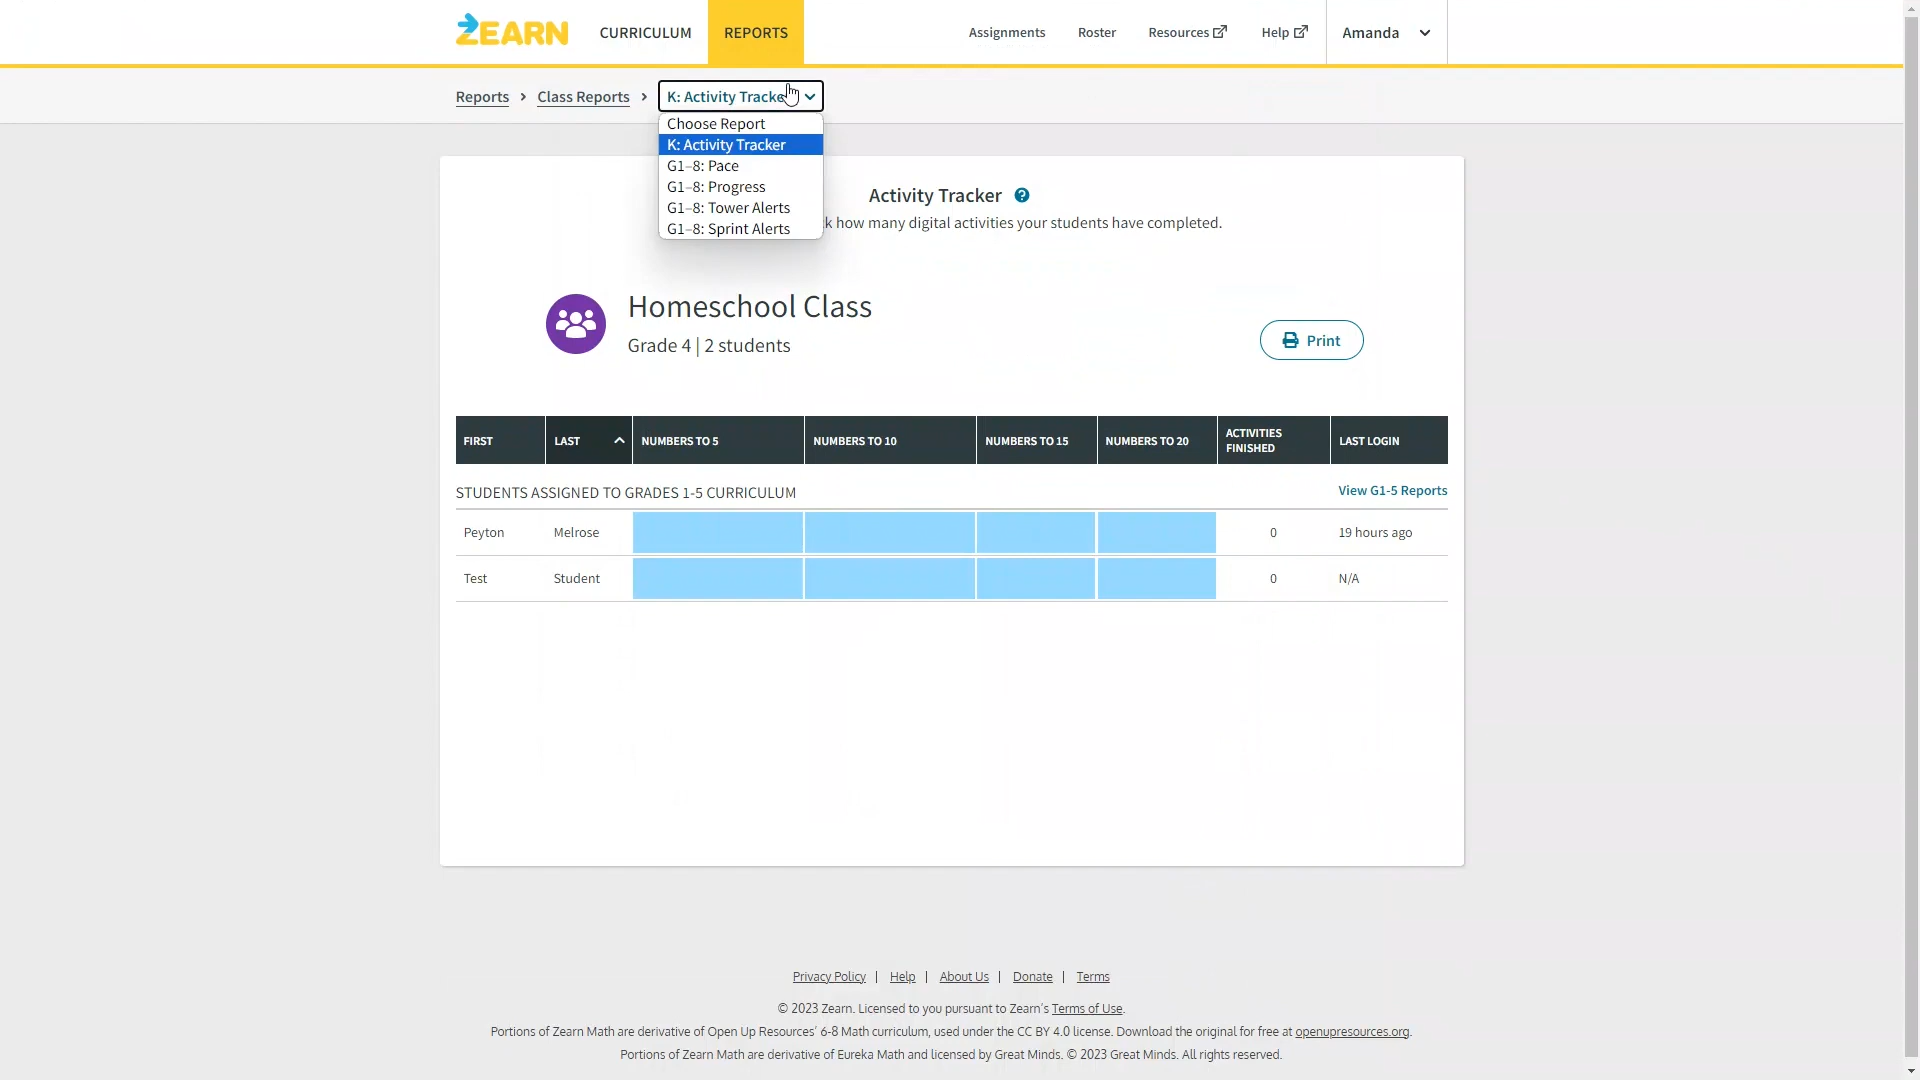 ZEARN CURRICULUM REPORTS Assignments Roster Resources Help Amanda
Reports > Class Reports > K: Activity Tracke
Choose Report
K: Activity Tracker
G1–8: Pace
G1–8: Progress
G1–8: Tower Alerts
G1–8: Sprint Alerts
Activity Tracker ?
k how many digital activities your students have completed.
Homeschool Class
Grade 4 | 2 students
Print
FIRST LAST NUMBERS TO 5 NUMBERS TO 10 NUMBERS TO 15 NUMBERS TO 20 ACTIVITIES FINISHED LAST LOGIN
STUDENTS ASSIGNED TO GRADES 1-5 CURRICULUM View G1-5 Reports
Peyton Melrose 0 19 hours ago
Test Student 0 N/A
Privacy Policy | Help | About Us | Donate | Terms
© 2023 Zearn. Licensed to you pursuant to Zearn’s Terms of Use.
Portions of Zearn Math are derivative of Open Up Resources’ 6-8 Math curriculum, used under the CC BY 4.0 license. Download the original for free at openupresources.org.
Portions of Zearn Math are derivative of Eureka Math and licensed by Great Minds. © 2023 Great Minds. All rights reserved.